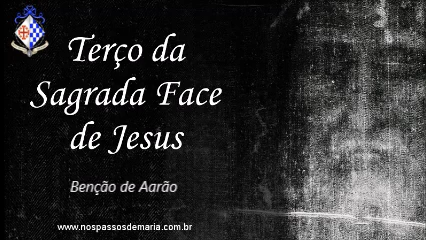 Terço da
Sagrada Face
de Jesus
Benção de Aarão
www.nospassosdemaria.com.br